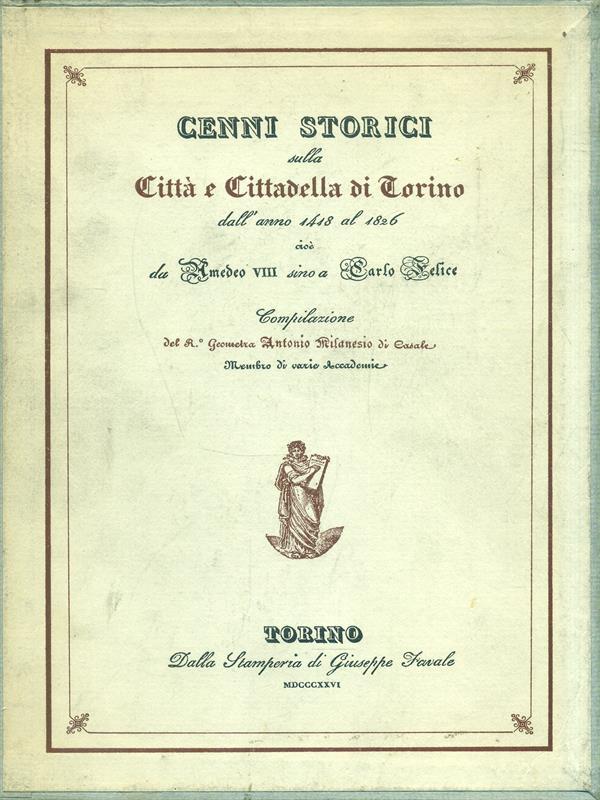 CENNI STORICI
sulla
Città e Cittadella di Torino
dall'anno 1418 al 1826
cioè
da Amedeo VIII sino a Carlo Felice
Compilazione
del R.º Geometra Antonio Milanesio di Casale
Membro di varie Accademie
TORINO
Dalla Stamperia di Giuseppe Favale
MDCCCXXVI